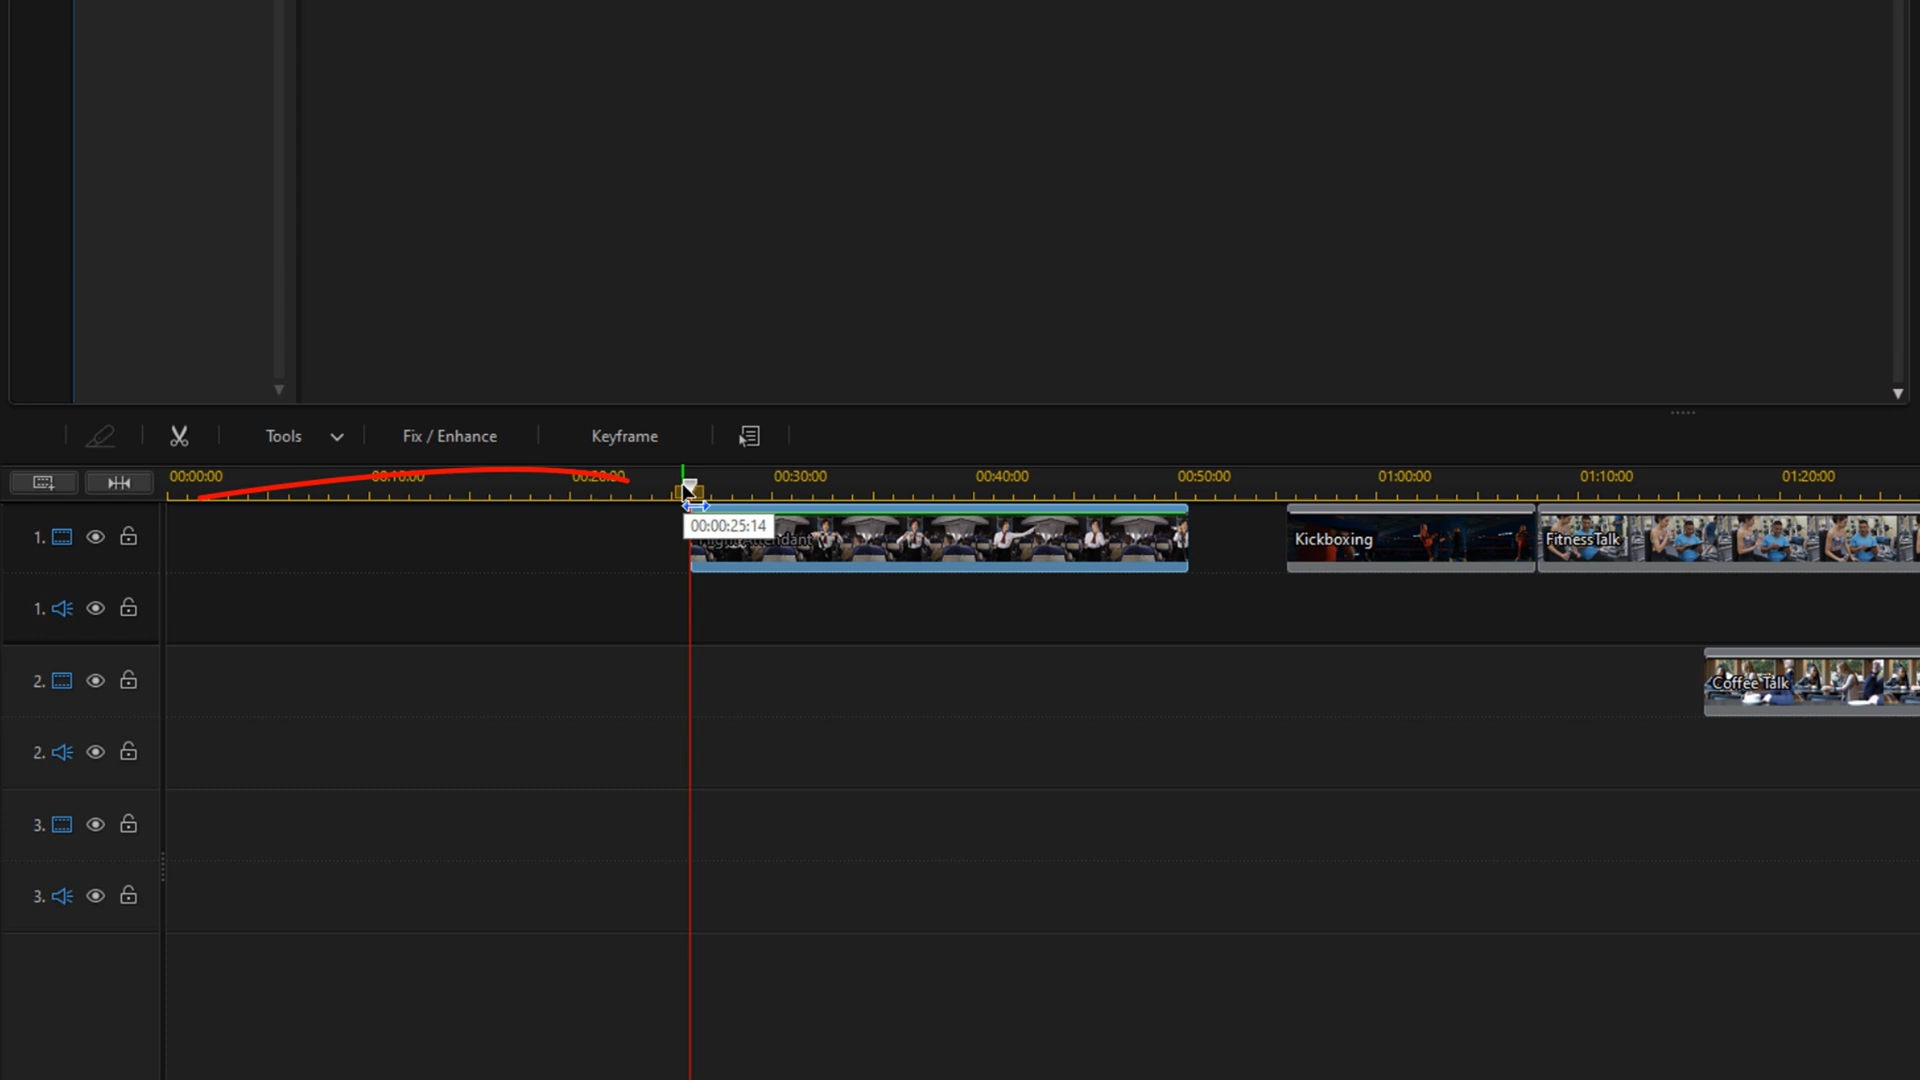 Tools Fix / Enhance Keyframe
00:00:00 00:10:00 00:20:00 00:30:00 00:40:00 00:50:00 01:00:00 01:10:00 01:20:00
00:00:25:14
1. Flight Attendant Kickboxing FitnessTalk
1.
2. Coffee Talk
2.
3.
3.